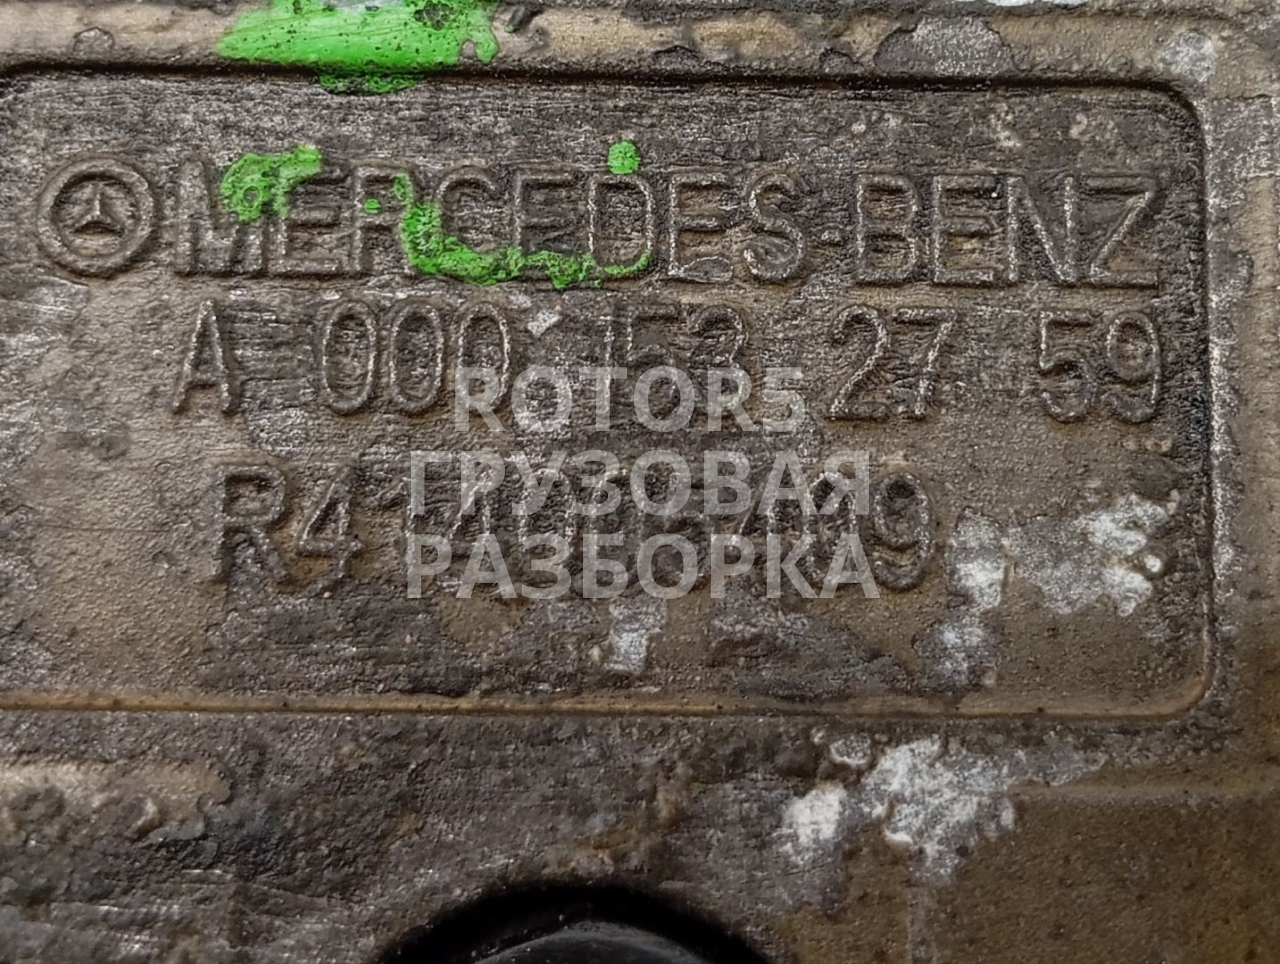 MERCEDES-BENZ
A 000 153 27 59
ROTOR5
ГРУЗОВАЯ
РАЗБОРКА